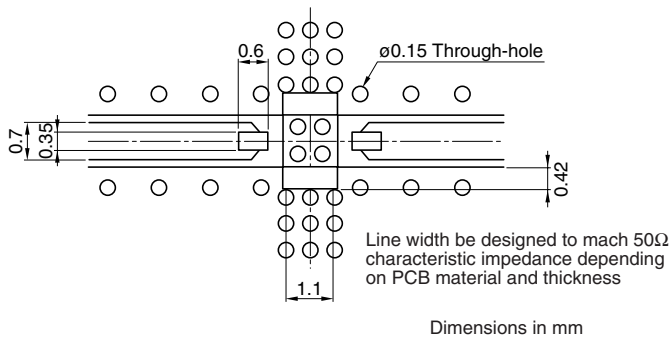 0.6
ø0.15 Through-hole
0.7
0.35
0.42
1.1
Line width be designed to mach 50Ω
characteristic impedance depending
on PCB material and thickness
Dimensions in mm